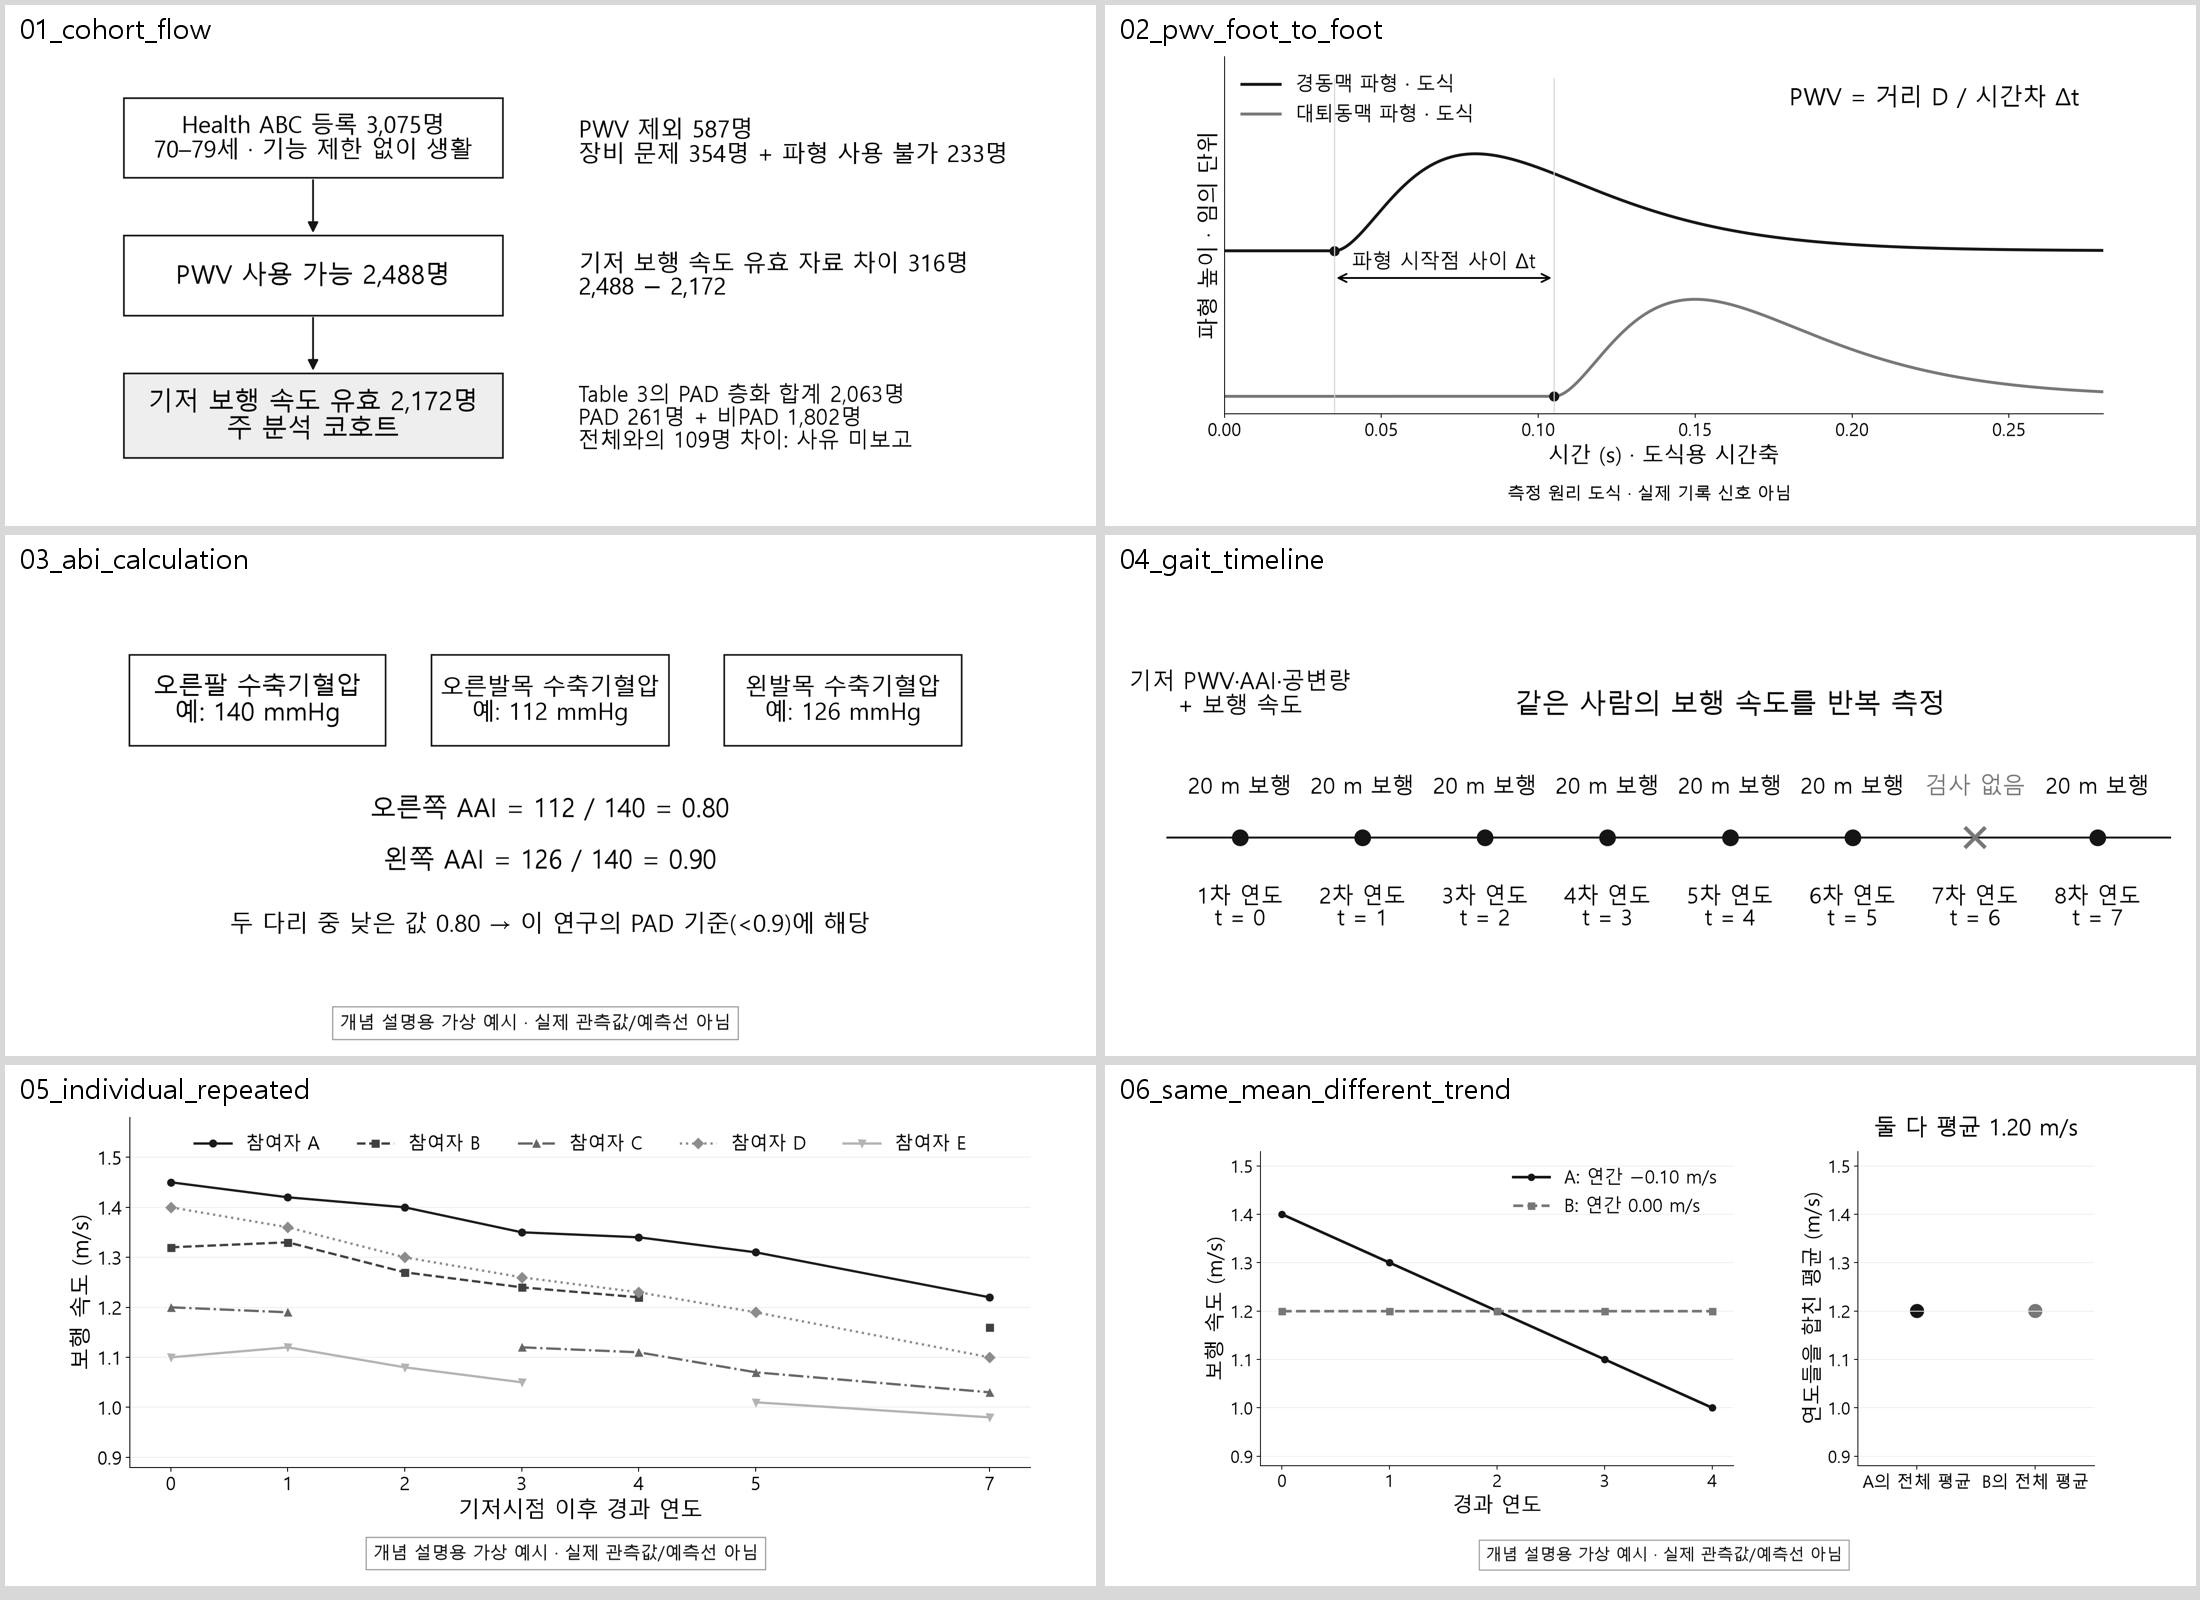 01_cohort_flow
Health ABC 등록 3,075명
70–79세 · 기능 제한 없이 생활
PWV 제외 587명
장비 문제 354명 + 파형 사용 불가 233명
PWV 사용 가능 2,488명
기저 보행 속도 유효 자료 차이 316명
2,488 − 2,172
기저 보행 속도 유효 2,172명
주 분석 코호트
Table 3의 PAD 층화 합계 2,063명
PAD 261명 + 비PAD 1,802명
전체와의 109명 차이: 사유 미보고
02_pwv_foot_to_foot
경동맥 파형 · 도식
대퇴동맥 파형 · 도식
PWV = 거리 D / 시간차 Δt
파형 높이 · 임의 단위
파형 시작점 사이 Δt
0.00 0.05 0.10 0.15 0.20 0.25
시간 (s) · 도식용 시간축
측정 원리 도식 · 실제 기록 신호 아님
03_abi_calculation
오른팔 수축기혈압
예: 140 mmHg
오른발목 수축기혈압
예: 112 mmHg
왼발목 수축기혈압
예: 126 mmHg
오른쪽 AAI = 112 / 140 = 0.80
왼쪽 AAI = 126 / 140 = 0.90
두 다리 중 낮은 값 0.80 → 이 연구의 PAD 기준(<0.9)에 해당
개념 설명용 가상 예시 · 실제 관측값/예측선 아님
04_gait_timeline
기저 PWV·AAI·공변량
+ 보행 속도
같은 사람의 보행 속도를 반복 측정
20 m 보행 20 m 보행 20 m 보행 20 m 보행 20 m 보행 20 m 보행 검사 없음 20 m 보행
1차 연도 2차 연도 3차 연도 4차 연도 5차 연도 6차 연도 7차 연도 8차 연도
t = 0 t = 1 t = 2 t = 3 t = 4 t = 5 t = 6 t = 7
05_individual_repeated
참여자 A 참여자 B 참여자 C 참여자 D 참여자 E
보행 속도 (m/s)
1.5
1.4
1.3
1.2
1.1
1.0
0.9
0 1 2 3 4 5 7
기저시점 이후 경과 연도
개념 설명용 가상 예시 · 실제 관측값/예측선 아님
06_same_mean_different_trend
A: 연간 −0.10 m/s
B: 연간 0.00 m/s
보행 속도 (m/s)
1.5
1.4
1.3
1.2
1.1
1.0
0.9
0 1 2 3 4
경과 연도
둘 다 평균 1.20 m/s
연도들을 합친 평균 (m/s)
1.5
1.4
1.3
1.2
1.1
1.0
0.9
A의 전체 평균 B의 전체 평균
개념 설명용 가상 예시 · 실제 관측값/예측선 아님